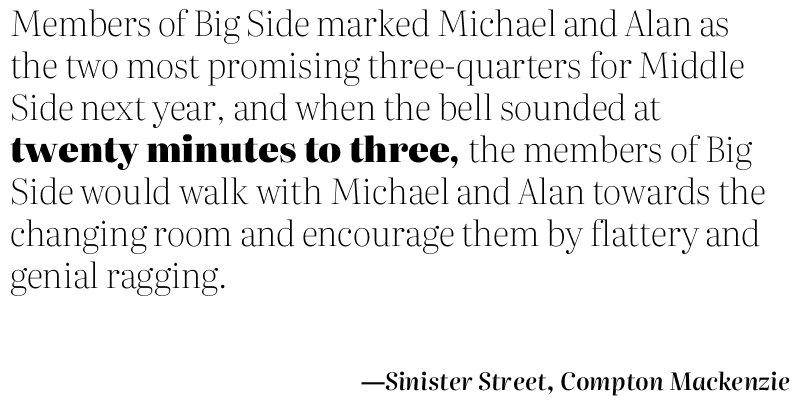 Members of Big Side marked Michael and Alan as
the two most promising three-quarters for Middle
Side next year, and when the bell sounded at
twenty minutes to three, the members of Big
Side would walk with Michael and Alan towards the
changing room and encourage them by flattery and
genial ragging.
—Sinister Street, Compton Mackenzie